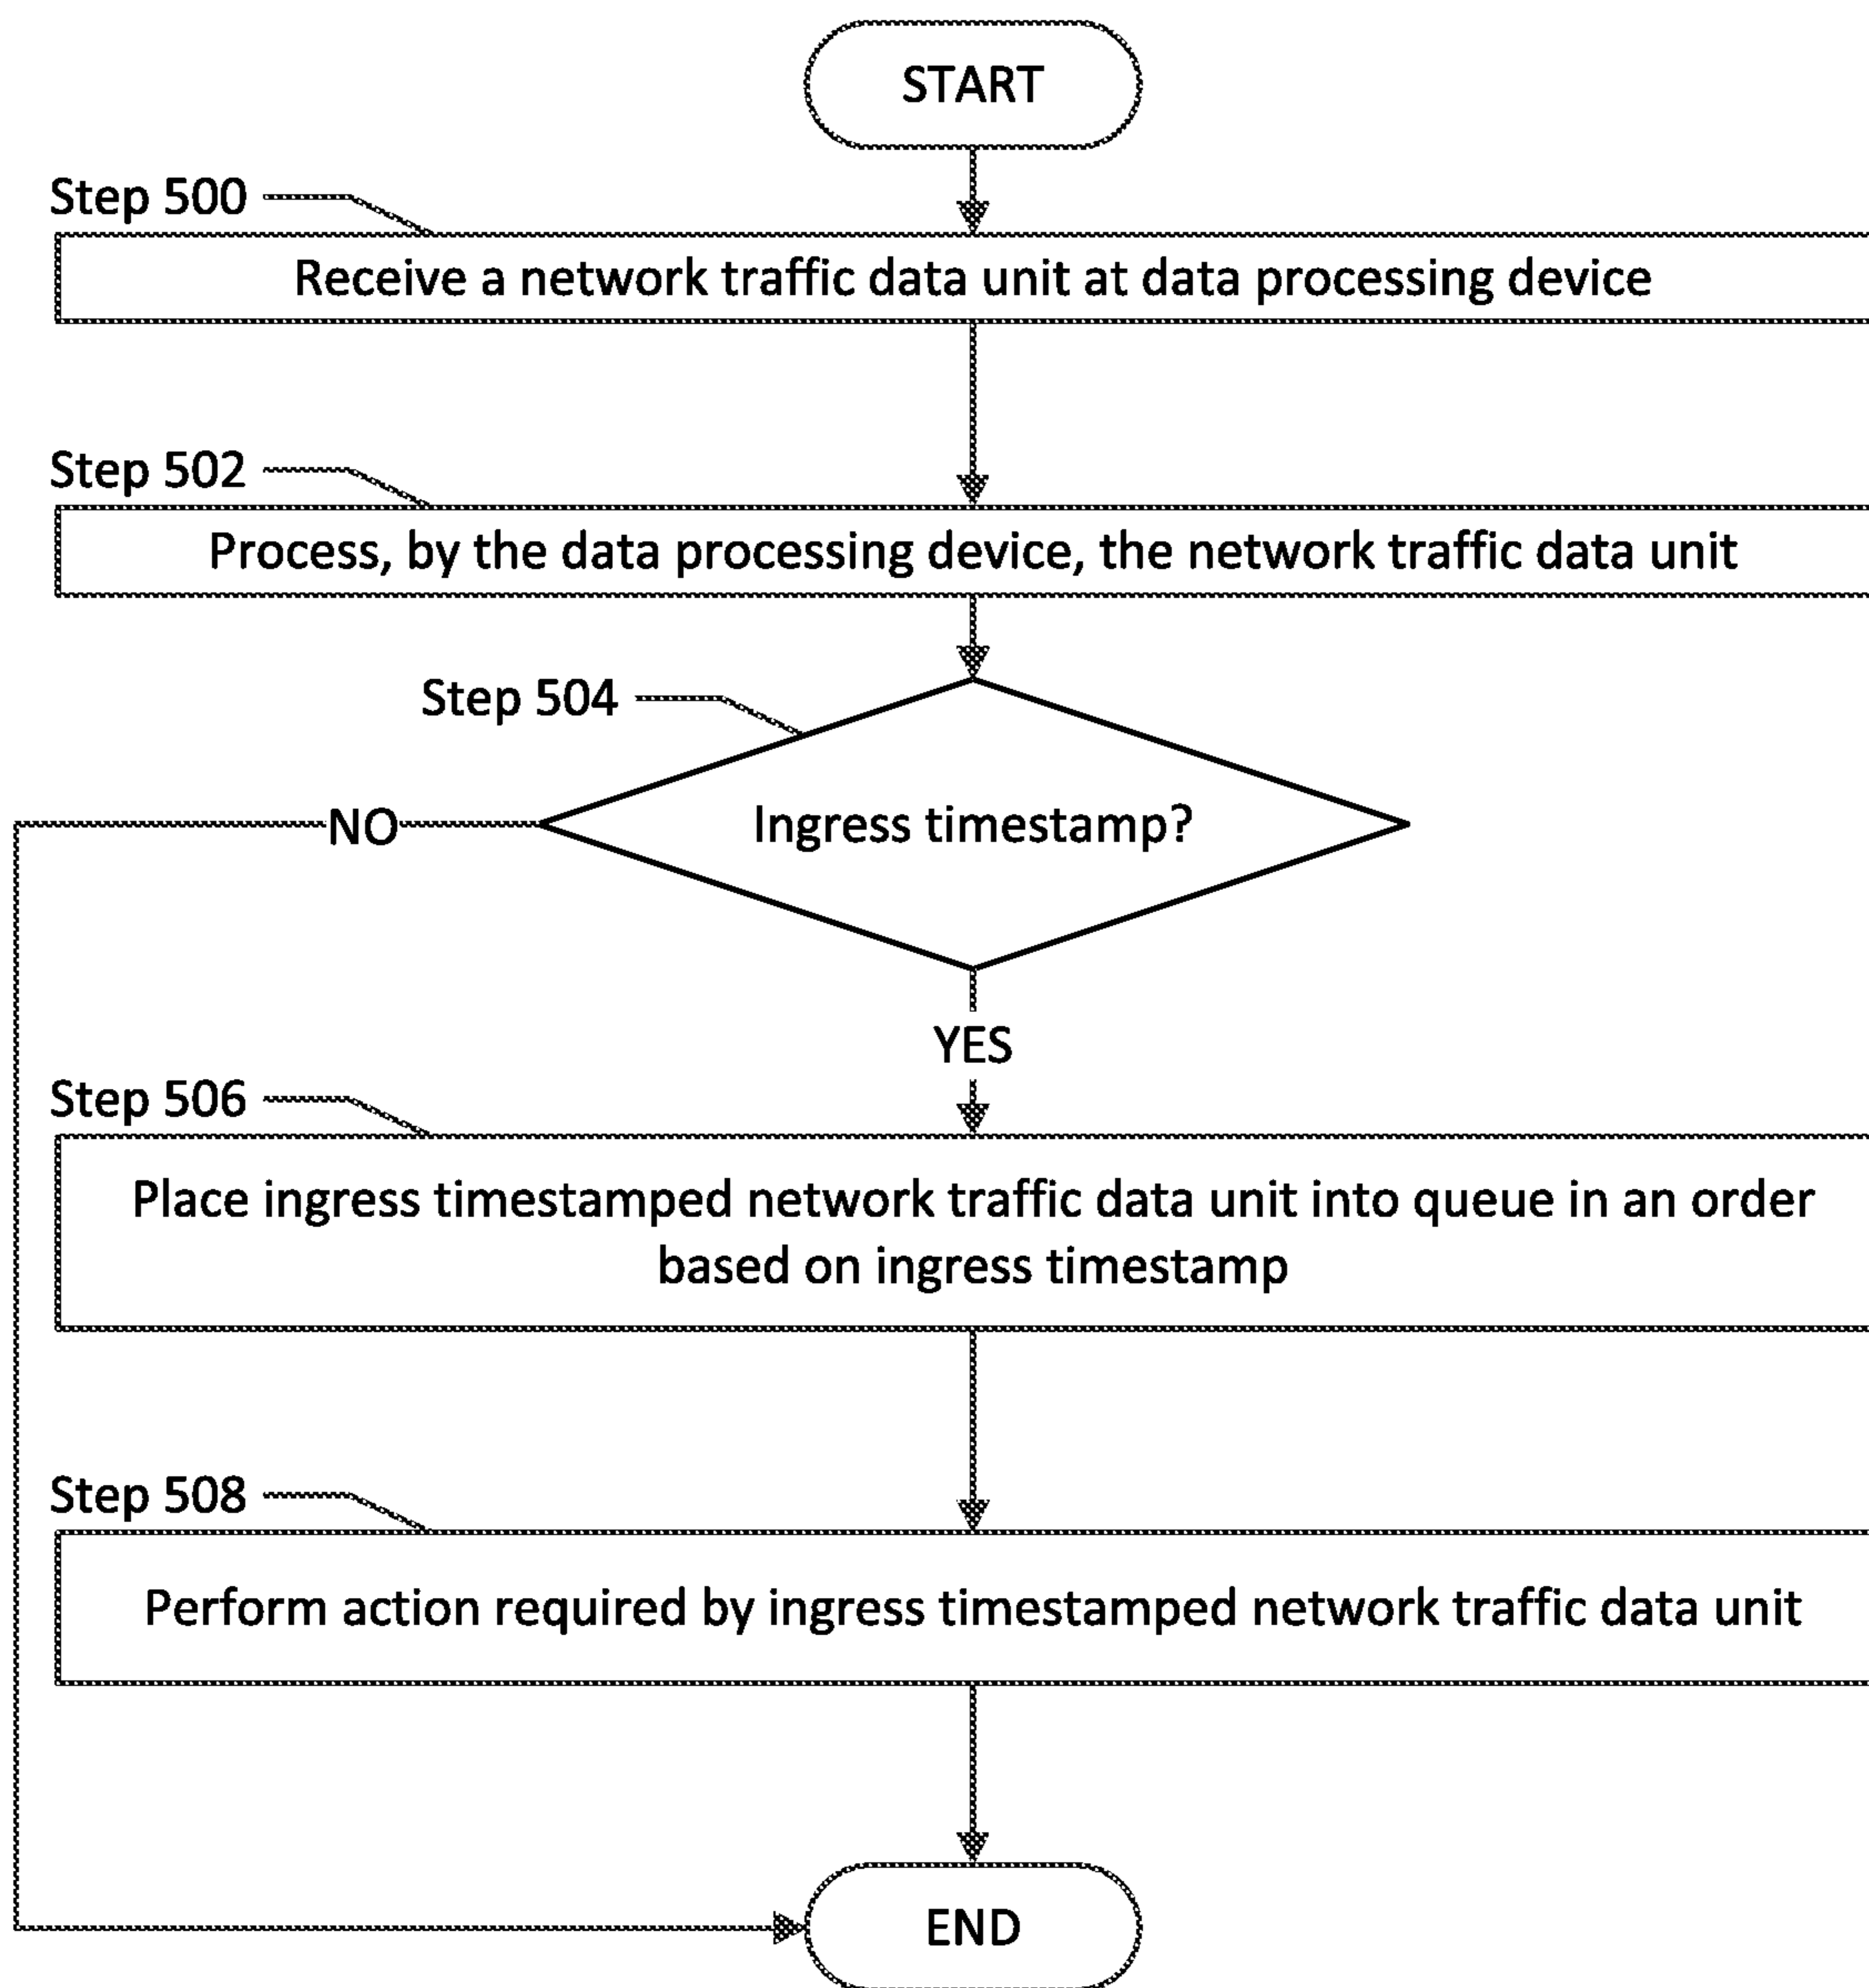 START
Step 500
Receive a network traffic data unit at data processing device
Step 502
Process, by the data processing device, the network traffic data unit
Step 504
Ingress timestamp?
NO
YES
Step 506
Place ingress timestamped network traffic data unit into queue in an order
based on ingress timestamp
Step 508
Perform action required by ingress timestamped network traffic data unit
END